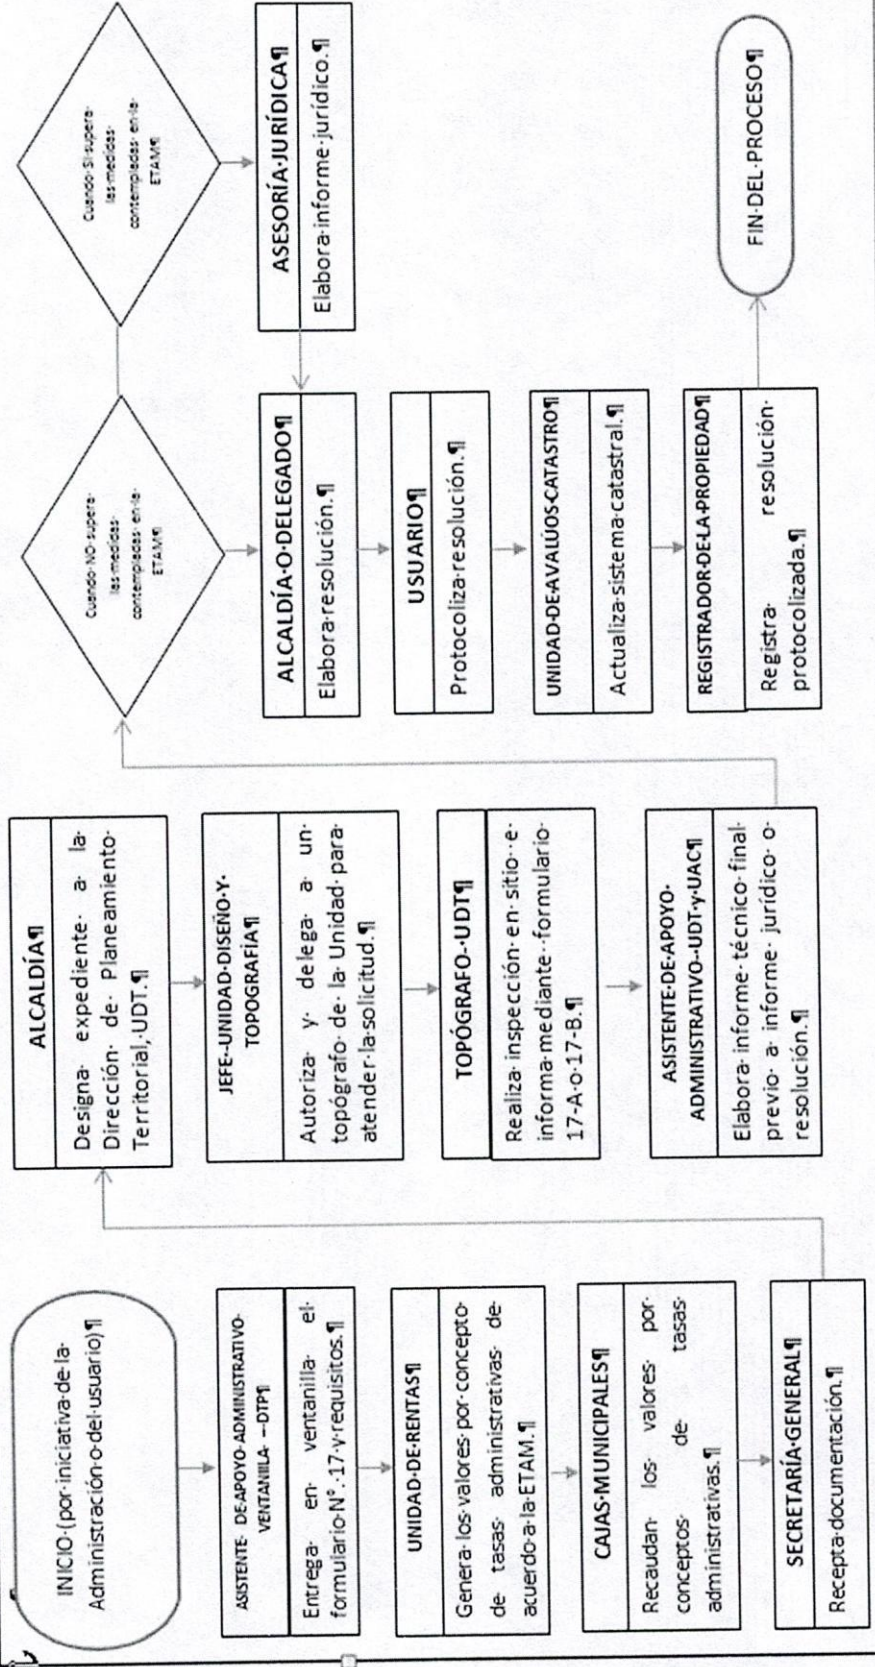 INICIO·(por·iniciativa·de·la·
Administración·o·del·usuario)¶
ASISTENTE·DE·APOYO·ADMINISTRATIVO·
VENTANILLA·–-DTP¶
Entrega· en· ventanilla· el·
formulario·N°.·17·y·requisitos.¶
UNIDAD·DE·RENTAS¶
Genera·los·valores·por·concepto·
de· tasas· administrativas· de·
acuerdo·a·la·ETAM.¶
CAJAS·MUNICIPALES¶
Recaudan· los· valores· por·
conceptos· de· tasas·
administrativas.¶
SECRETARÍA·GENERAL¶
Recepta·documentación.¶
ALCALDÍA¶
Designa· expediente· a· la·
Dirección· de· Planeamiento·
Territorial,·UDT.¶
JEFE·-UNIDAD·DISEÑO·Y·
TOPOGRAFÍA¶
Autoriza· y· delega· a· un·
topógrafo·de·la·Unidad·para·
atender·la·solicitud.¶
TOPÓGRAFO·-UDT¶
Realiza·inspección·en·sitio··e·
informa·mediante··formulario·
17-A·o·17·-B.¶
ASISTENTE·DE·APOYO·
ADMINISTRATIVO·-UDT·y·UAC¶
Elabora·informe·técnico·final·
previo· a· informe· jurídico· o·
resolución.¶
Cuando·NO·supera·
las·medidas·
contempladas·en·la·
ETAM¶
Cuando·SI·supera·
las·medidas·
contempladas·en·la·
ETAM¶
ALCALDÍA·O·DELEGADO¶
Elabora·resolución.¶
ASESORÍA·JURÍDICA¶
Elabora·informe·jurídico.¶
USUARIO¶
Protocoliza·resolución.¶
UNIDAD·DE·AVALÚOS·CATASTRO¶
Actualiza·sistema·catastral.¶
REGISTRADOR·DE·LA·PROPIEDAD¶
Registra· resolución·
protocolizada.¶
FIN·DEL·PROCESO¶